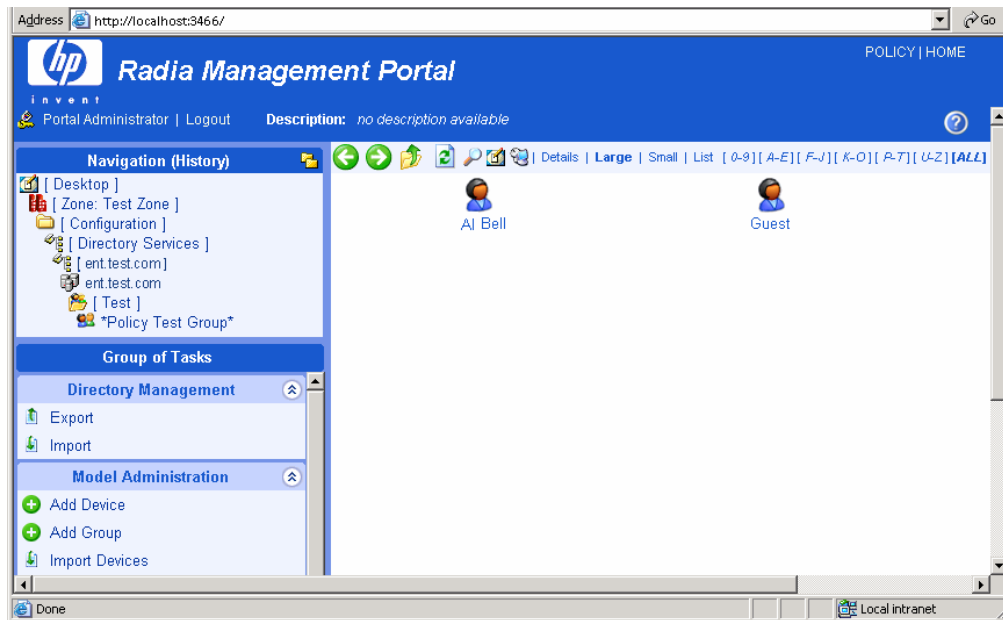 Address http://localhost:3466/ Go
hp
invent
Radia Management Portal
POLICY | HOME
Portal Administrator | Logout Description: no description available
?
Navigation (History)
Details | Large | Small | List [ 0-9 ] [ A-E ] [ F-J ] [ K-O ] [ P-T ] [ U-Z ] [ALL]
[ Desktop ]
[ Zone: Test Zone ]
[ Configuration ]
[ Directory Services ]
[ ent.test.com]
ent.test.com
[ Test ]
*Policy Test Group*
Al Bell
Guest
Group of Tasks
Directory Management
Export
Import
Model Administration
Add Device
Add Group
Import Devices
Done
Local intranet